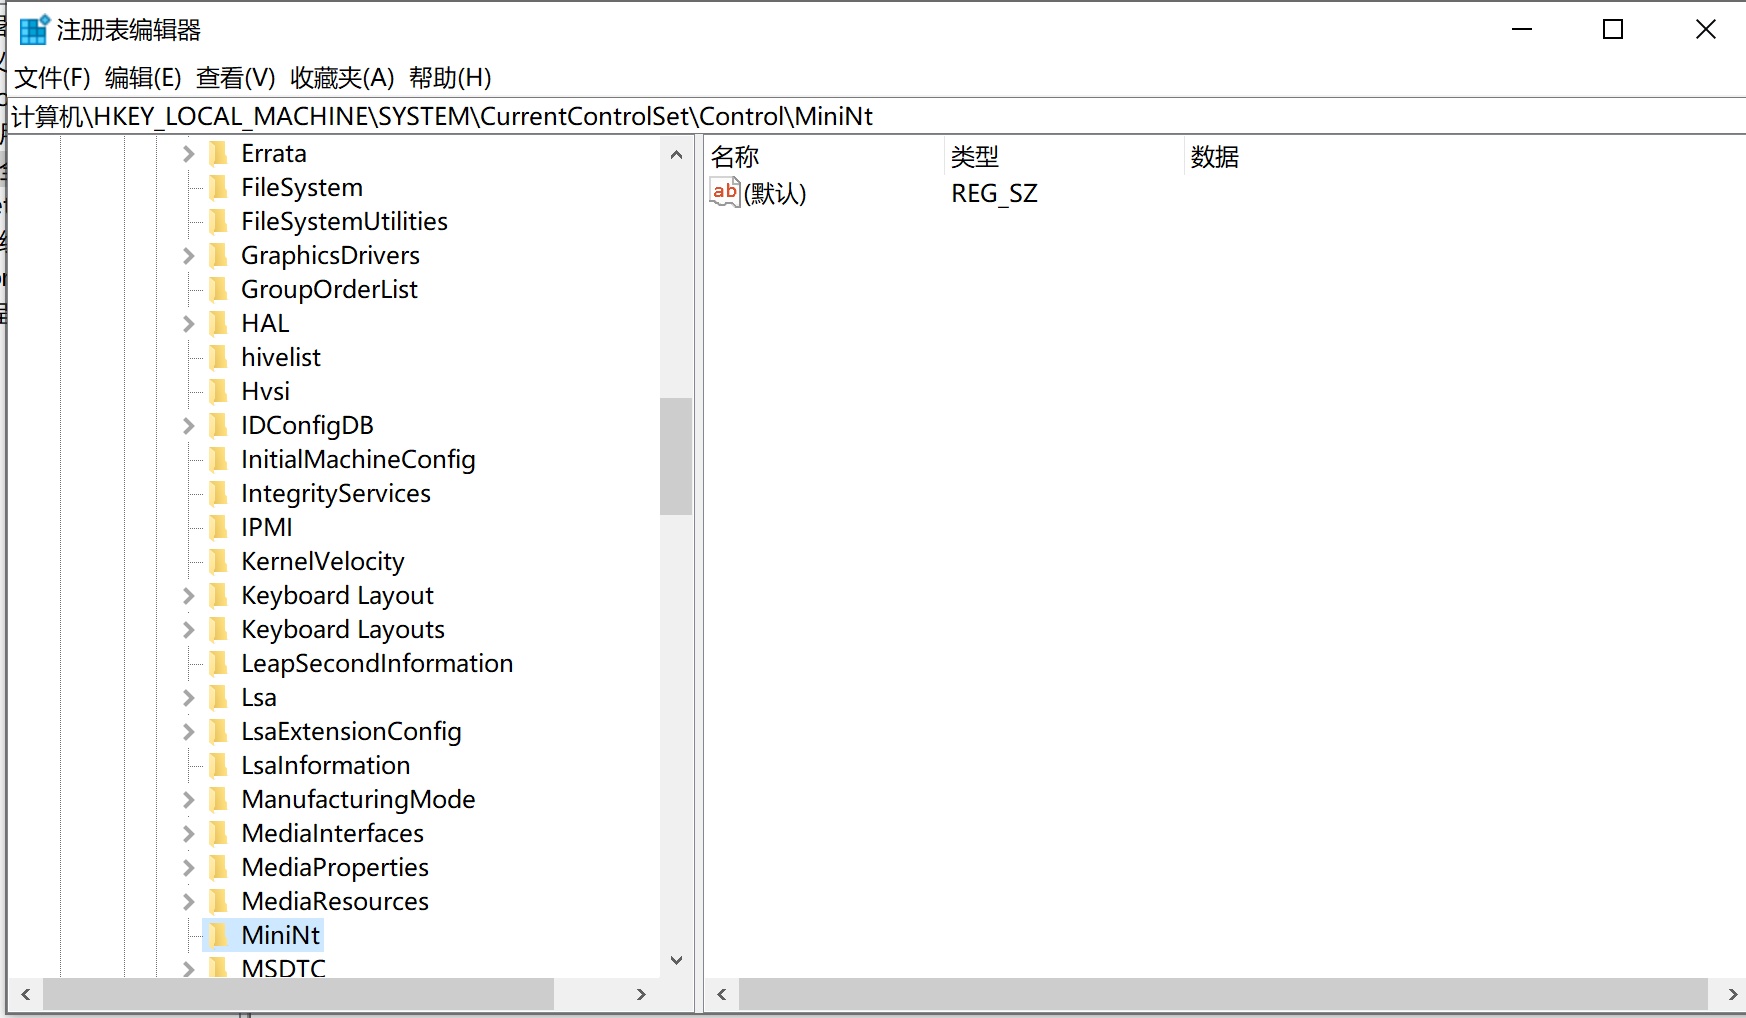 注册表编辑器
文件(F) 编辑(E) 查看(V) 收藏夹(A) 帮助(H)
计算机\HKEY_LOCAL_MACHINE\SYSTEM\CurrentControlSet\Control\MiniNt
Errata
FileSystem
FileSystemUtilities
GraphicsDrivers
GroupOrderList
HAL
hivelist
Hvsi
IDConfigDB
InitialMachineConfig
IntegrityServices
IPMI
KernelVelocity
Keyboard Layout
Keyboard Layouts
LeapSecondInformation
Lsa
LsaExtensionConfig
LsaInformation
ManufacturingMode
MediaInterfaces
MediaProperties
MediaResources
MiniNt
MSDTC
名称 类型 数据
ab (默认) REG_SZ